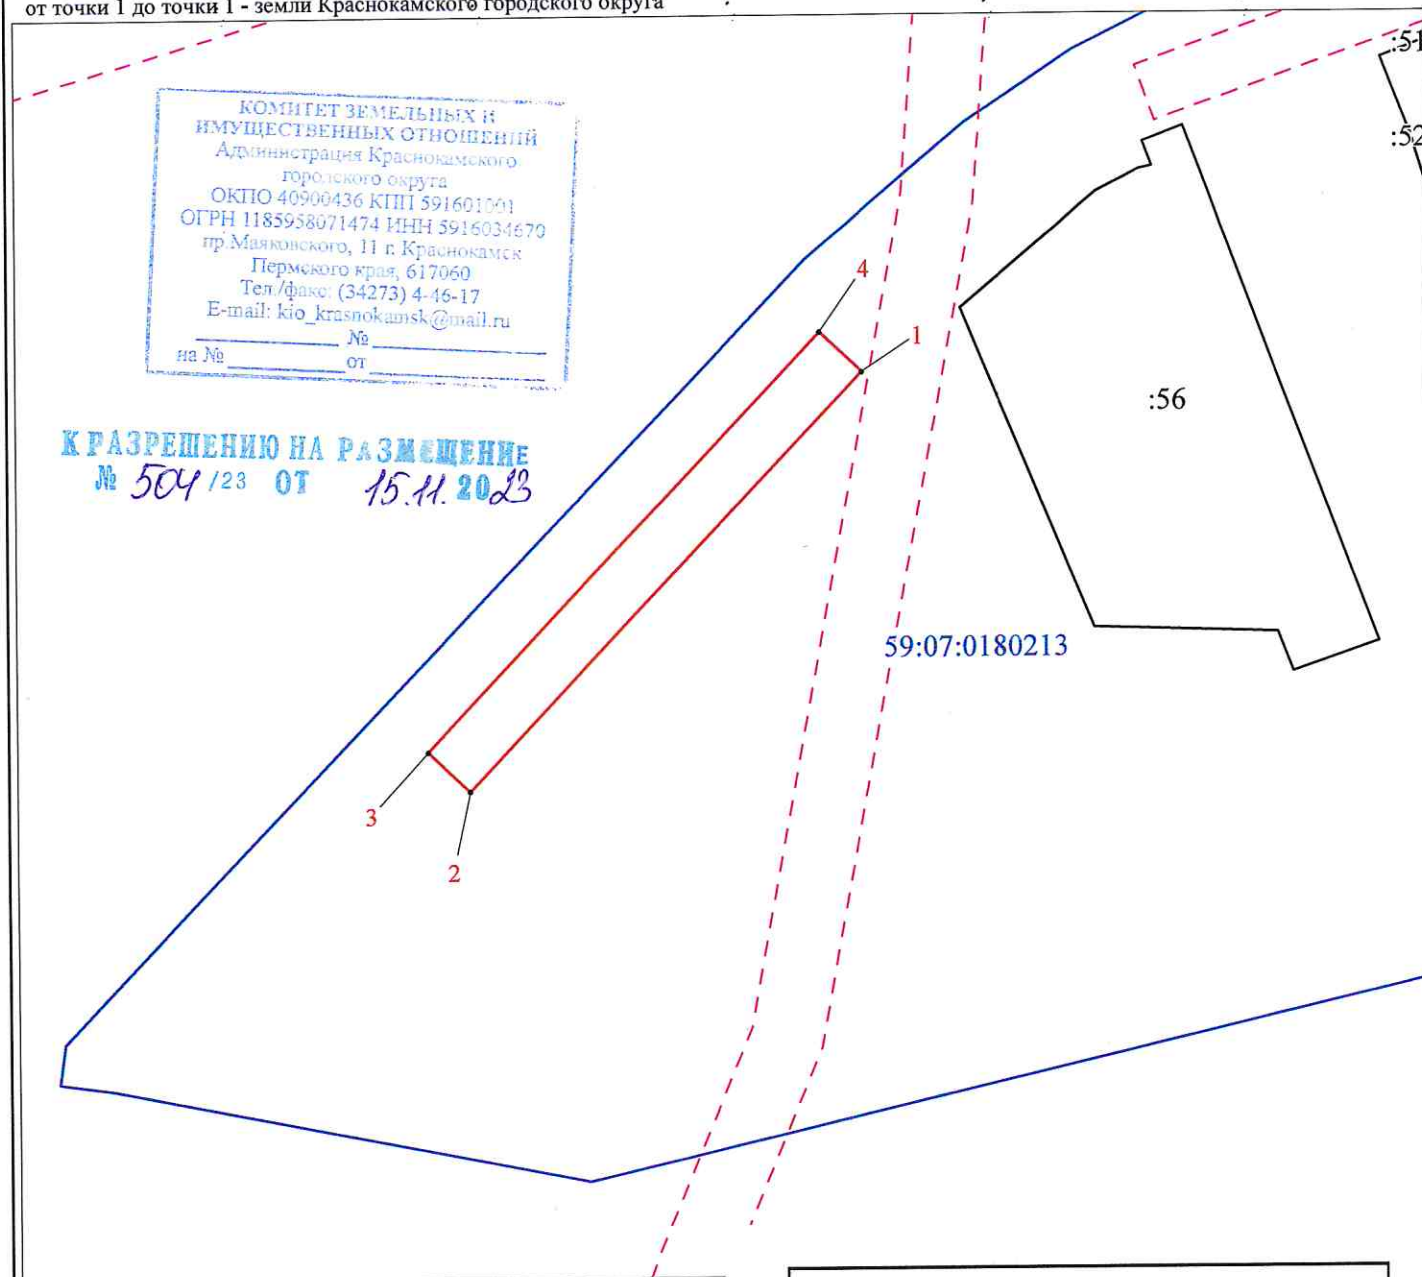 от точки 1 до точки 1 - земли Краснокамского городского округа
:51
КОМИТЕТ ЗЕМЕЛЬНЫХ И
ИМУЩЕСТВЕННЫХ ОТНОШЕНИЙ
Администрация Краснокамского
городского округа
ОКПО 40900436 КПП 591601001
ОГРН 1185958071474 ИНН 5916034670
пр.Маяковского, 11 г. Краснокамск
Пермского края, 617060
Тел./факс: (34273) 4-46-17
E-mail: kio_krasnokamsk@mail.ru
№
на № от
:52
4
1
:56
К РАЗРЕШЕНИЮ НА РАЗМЕЩЕНИЕ
№ 504 /23 ОТ 15.11.2023
59:07:0180213
3
2